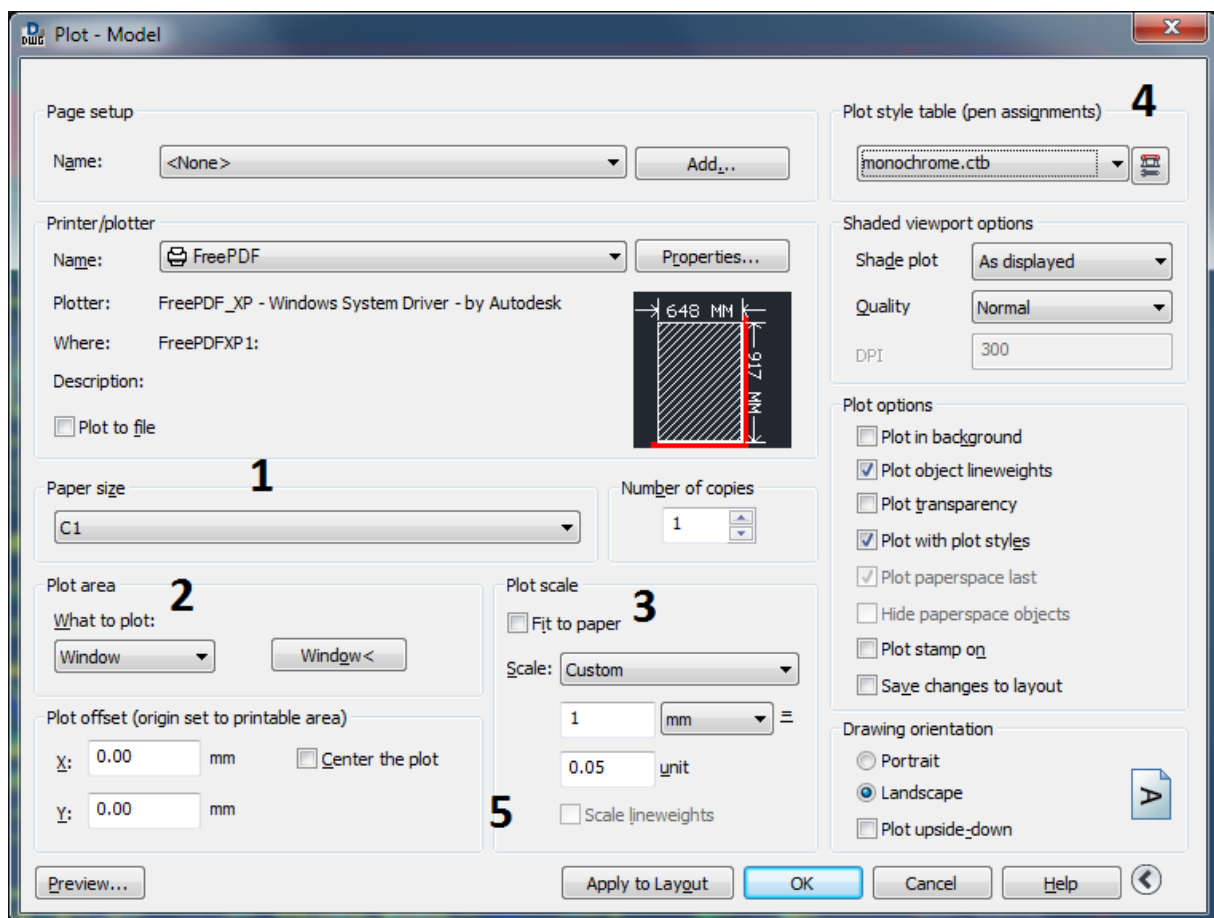 DWG Plot - Model
Page setup
Name: <None> Add...
Plot style table (pen assignments) 4
monochrome.ctb
Printer/plotter
Name: FreePDF Properties...
Plotter: FreePDF_XP - Windows System Driver - by Autodesk
Where: FreePDFXP1:
Description:
Plot to file
648 MM
917 MM
Shaded viewport options
Shade plot As displayed
Quality Normal
DPI 300
1
Paper size
C1
Number of copies
1
Plot options
Plot in background
Plot object lineweights
Plot transparency
Plot with plot styles
Plot paperspace last
Hide paperspace objects
Plot stamp on
Save changes to layout
Plot area 2
What to plot:
Window Window<
Plot scale 3
Fit to paper
Scale: Custom
1 mm =
0.05 unit
Scale lineweights
Plot offset (origin set to printable area)
X: 0.00 mm Center the plot
Y: 0.00 mm
5
Drawing orientation
Portrait
Landscape
Plot upside-down
A
Preview... Apply to Layout OK Cancel Help